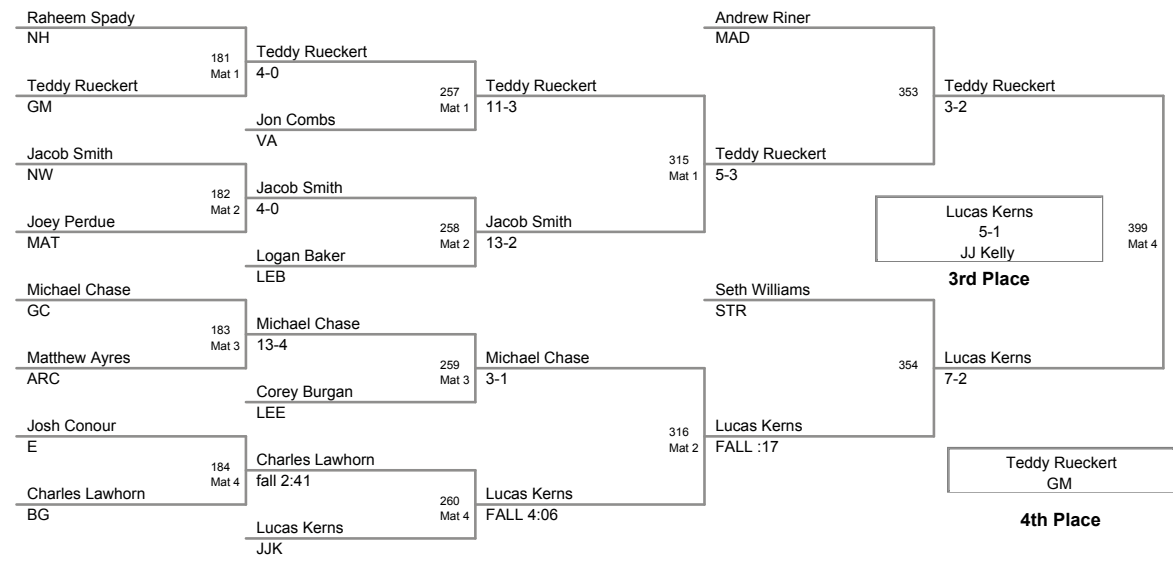 Raheem Spady
NH
181
Mat 1
Teddy Rueckert
GM
Teddy Rueckert
4-0
257
Mat 1
Jon Combs
VA
Jacob Smith
NW
182
Mat 2
Joey Perdue
MAT
Jacob Smith
4-0
258
Mat 2
Logan Baker
LEB
Michael Chase
GC
183
Mat 3
Matthew Ayres
ARC
Michael Chase
13-4
259
Mat 3
Corey Burgan
LEE
Josh Conour
E
184
Mat 4
Charles Lawhorn
BG
Charles Lawhorn
fall 2:41
260
Mat 4
Lucas Kerns
JJK
Teddy Rueckert
11-3
315
Mat 1
Jacob Smith
13-2
Michael Chase
3-1
316
Mat 2
Lucas Kerns
FALL 4:06
Andrew Riner
MAD
353
Teddy Rueckert
5-3
Seth Williams
STR
354
Lucas Kerns
FALL :17
Teddy Rueckert
3-2
399
Mat 4
Lucas Kerns
7-2
Lucas Kerns
5-1
JJ Kelly
3rd Place
Teddy Rueckert
GM
4th Place